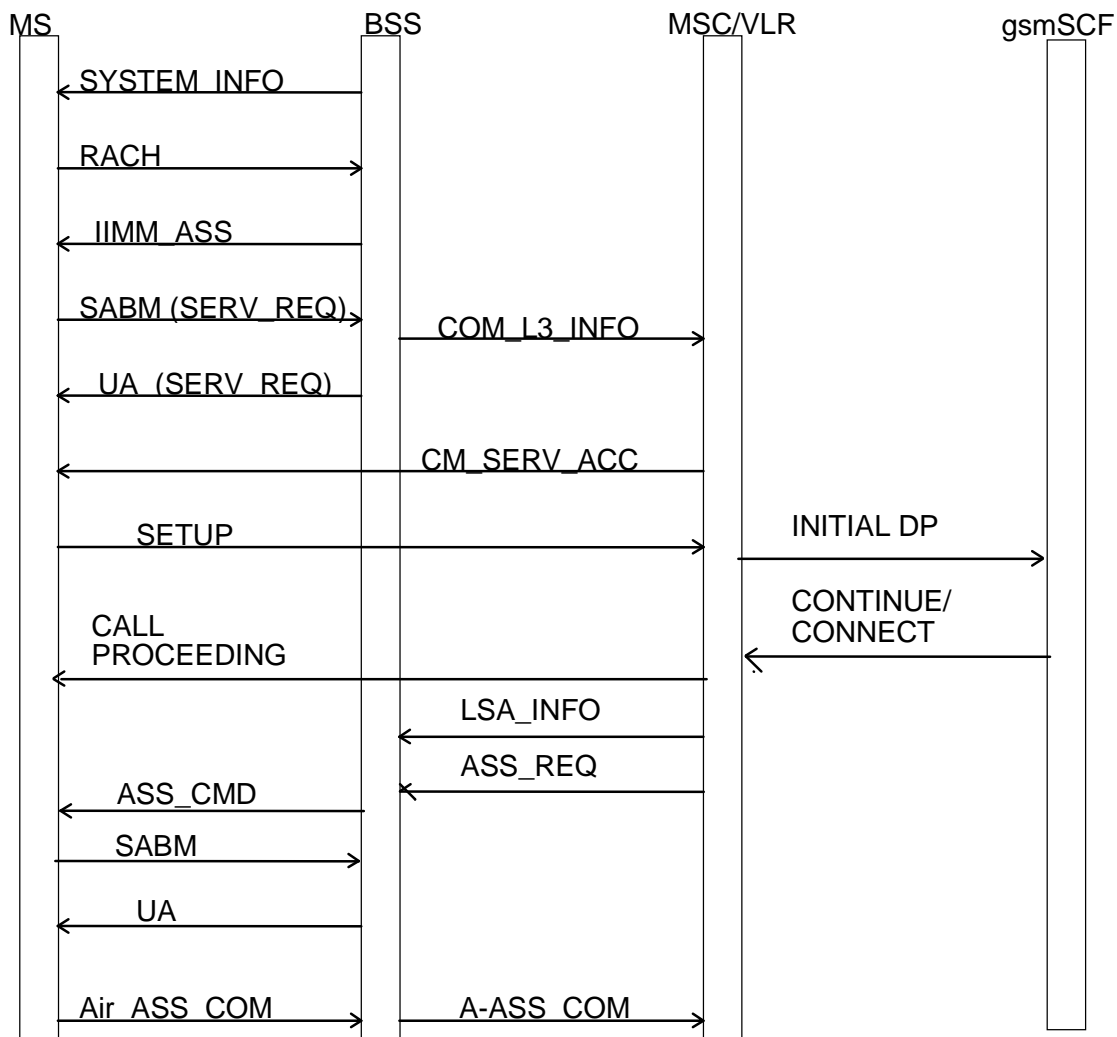 MS
BSS
MSC/VLR
gsmSCF
SYSTEM_INFO
RACH
IIMM_ASS
SABM (SERV_REQ)
COM_L3_INFO
UA (SERV_REQ)
CM_SERV_ACC
SETUP
INITIAL DP
CONTINUE/
CONNECT
CALL
PROCEEDING
LSA_INFO
ASS_REQ
ASS_CMD
SABM
UA
Air_ASS_COM
A-ASS_COM